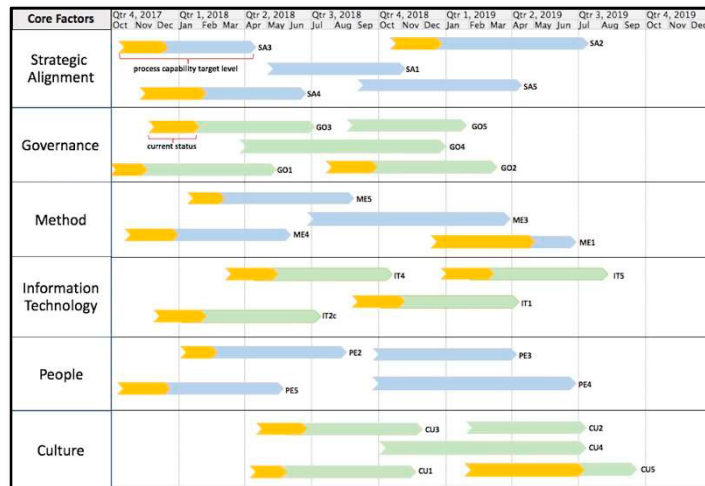 Core Factors
Qtr 4, 2017 Qtr 1, 2018 Qtr 2, 2018 Qtr 3, 2018 Qtr 4, 2018 Qtr 1, 2019 Qtr 2, 2019 Qtr 3, 2019 Qtr 4, 2019
Oct Nov Dec Jan Feb Mar Apr May Jun Jul Aug Sep Oct Nov Dec Jan Feb Mar Apr May Jun Jul Aug Sep Oct Nov Dec
Strategic Alignment
SA3
SA2
process capability target level
SA1
SA5
SA4
Governance
GO3
GO5
current status
GO4
GO1
GO2
Method
ME5
ME3
ME4
ME1
Information Technology
IT4
IT5
IT1
IT2c
People
PE2
PE3
PE5
PE4
Culture
CU3
CU2
CU4
CU1
CU5